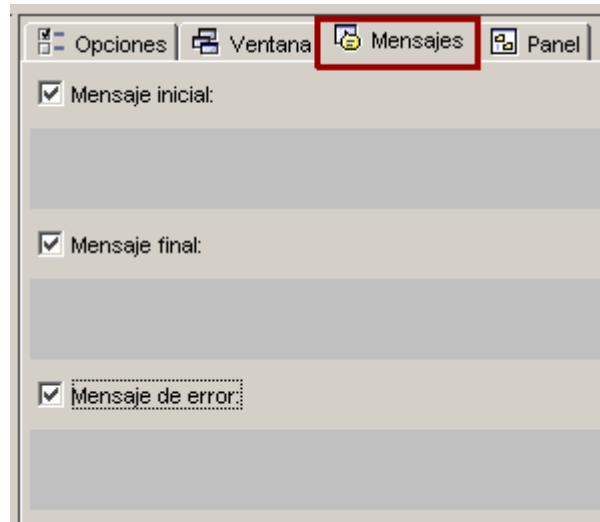 Opciones Ventana Mensajes Panel
Mensaje inicial:
Mensaje final:
Mensaje de error: